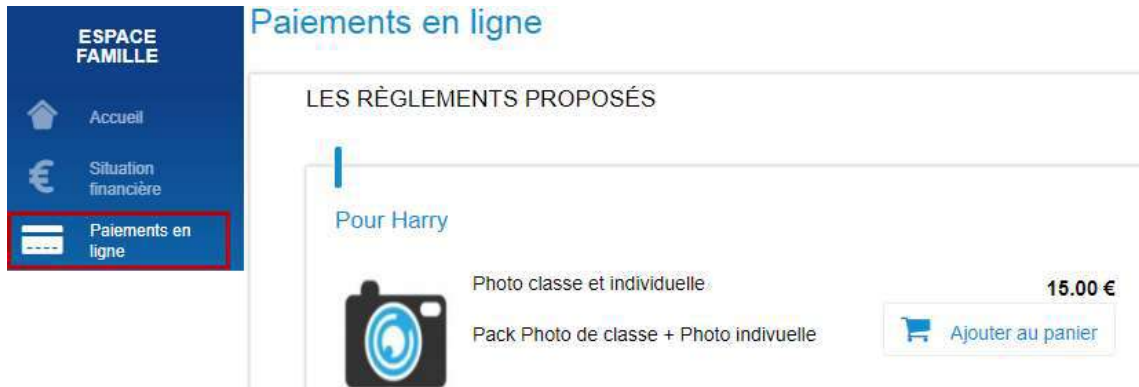 ESPACE
FAMILLE
Accueil
Situation
financière
Paiements en
ligne
Paiements en ligne
LES RÈGLEMENTS PROPOSÉS
Pour Harry
Photo classe et individuelle
15.00 €
Pack Photo de classe + Photo indivuelle
Ajouter au panier